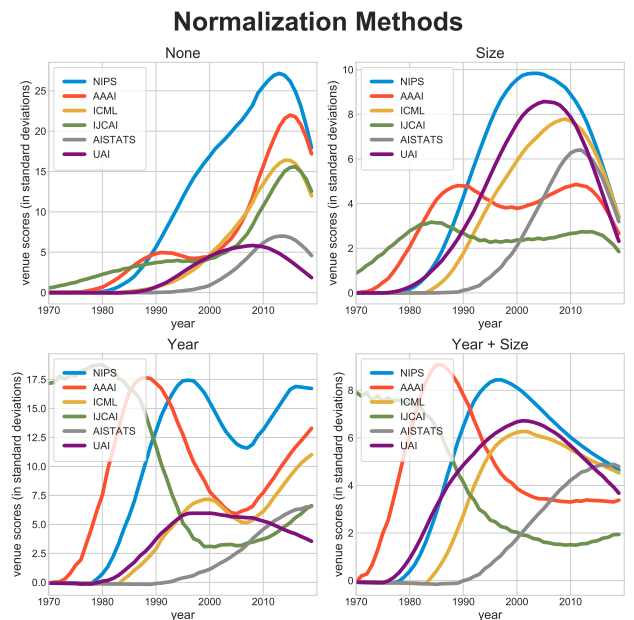 Normalization Methods
None
venue scores (in standard deviations)
25
20
15
10
5
0
NIPS
AAAI
ICML
IJCAI
AISTATS
UAI
1970 1980 1990 2000 2010
year
Size
venue scores (in standard deviations)
10
8
6
4
2
0
NIPS
AAAI
ICML
IJCAI
AISTATS
UAI
1970 1980 1990 2000 2010
year
Year
venue scores (in standard deviations)
17.5
15.0
12.5
10.0
7.5
5.0
2.5
0.0
NIPS
AAAI
ICML
IJCAI
AISTATS
UAI
1970 1980 1990 2000 2010
year
Year + Size
venue scores (in standard deviations)
8
6
4
2
0
NIPS
AAAI
ICML
IJCAI
AISTATS
UAI
1970 1980 1990 2000 2010
year